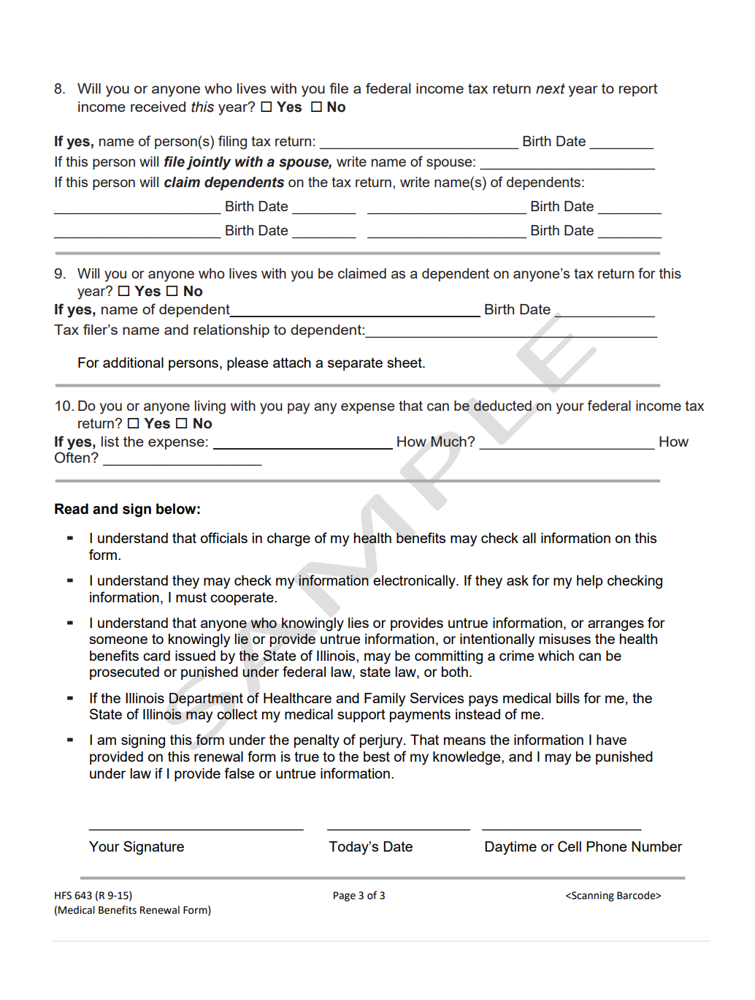 8. Will you or anyone who lives with you file a federal income tax return next year to report
income received this year? ☐ Yes ☐ No
If yes, name of person(s) filing tax return: _________________________ Birth Date ________
If this person will file jointly with a spouse, write name of spouse: ______________________
If this person will claim dependents on the tax return, write name(s) of dependents:
_____________________ Birth Date ________ ____________________ Birth Date ________
_____________________ Birth Date ________ ____________________ Birth Date ________
9. Will you or anyone who lives with you be claimed as a dependent on anyone’s tax return for this
year? ☐ Yes ☐ No
If yes, name of dependent________________________________ Birth Date ____________
Tax filer’s name and relationship to dependent:_____________________________________
For additional persons, please attach a separate sheet.
10. Do you or anyone living with you pay any expense that can be deducted on your federal income tax
return? ☐ Yes ☐ No
If yes, list the expense: _______________________ How Much? ______________________ How
Often? ____________________
Read and sign below:
- I understand that officials in charge of my health benefits may check all information on this
form.
- I understand they may check my information electronically. If they ask for my help checking
information, I must cooperate.
- I understand that anyone who knowingly lies or provides untrue information, or arranges for
someone to knowingly lie or provide untrue information, or intentionally misuses the health
benefits card issued by the State of Illinois, may be committing a crime which can be
prosecuted or punished under federal law, state law, or both.
- If the Illinois Department of Healthcare and Family Services pays medical bills for me, the
State of Illinois may collect my medical support payments instead of me.
- I am signing this form under the penalty of perjury. That means the information I have
provided on this renewal form is true to the best of my knowledge, and I may be punished
under law if I provide false or untrue information.
___________________________ __________________ ____________________
Your Signature Today’s Date Daytime or Cell Phone Number
HFS 643 (R 9-15) Page 3 of 3 <Scanning Barcode>
(Medical Benefits Renewal Form)
SAMPLE